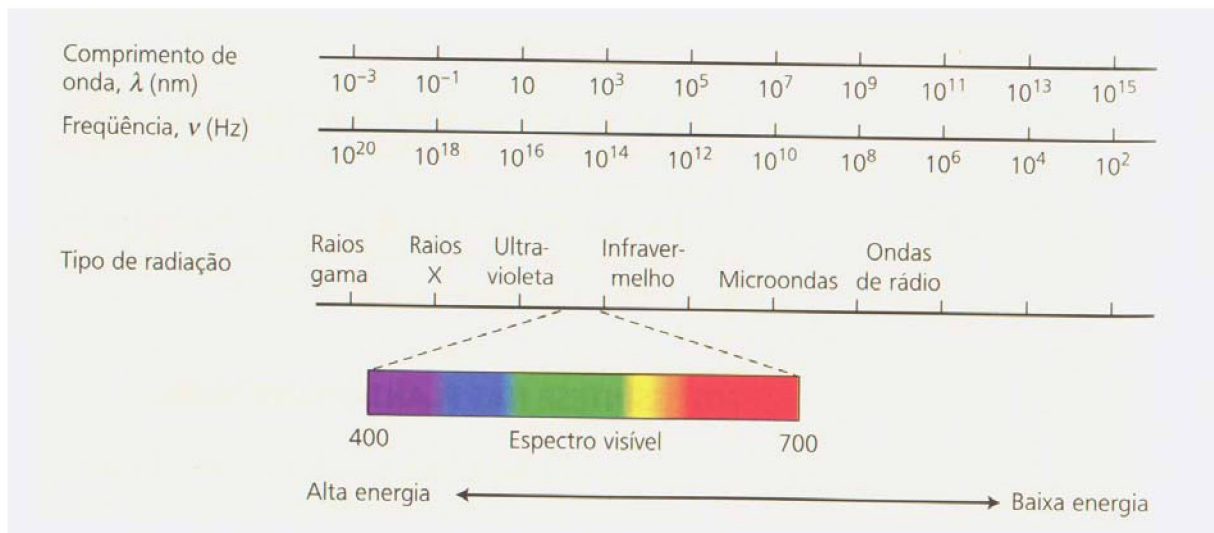 Comprimento de
onda, λ (nm)
10⁻³ 10⁻¹ 10 10³ 10⁵ 10⁷ 10⁹ 10¹¹ 10¹³ 10¹⁵
Freqüência, ν (Hz)
10²⁰ 10¹⁸ 10¹⁶ 10¹⁴ 10¹² 10¹⁰ 10⁸ 10⁶ 10⁴ 10²
Tipo de radiação
Raios gama
Raios X
Ultra-
violeta
Infraver-
melho
Microondas
Ondas
de rádio
400 Espectro visível 700
Alta energia Baixa energia